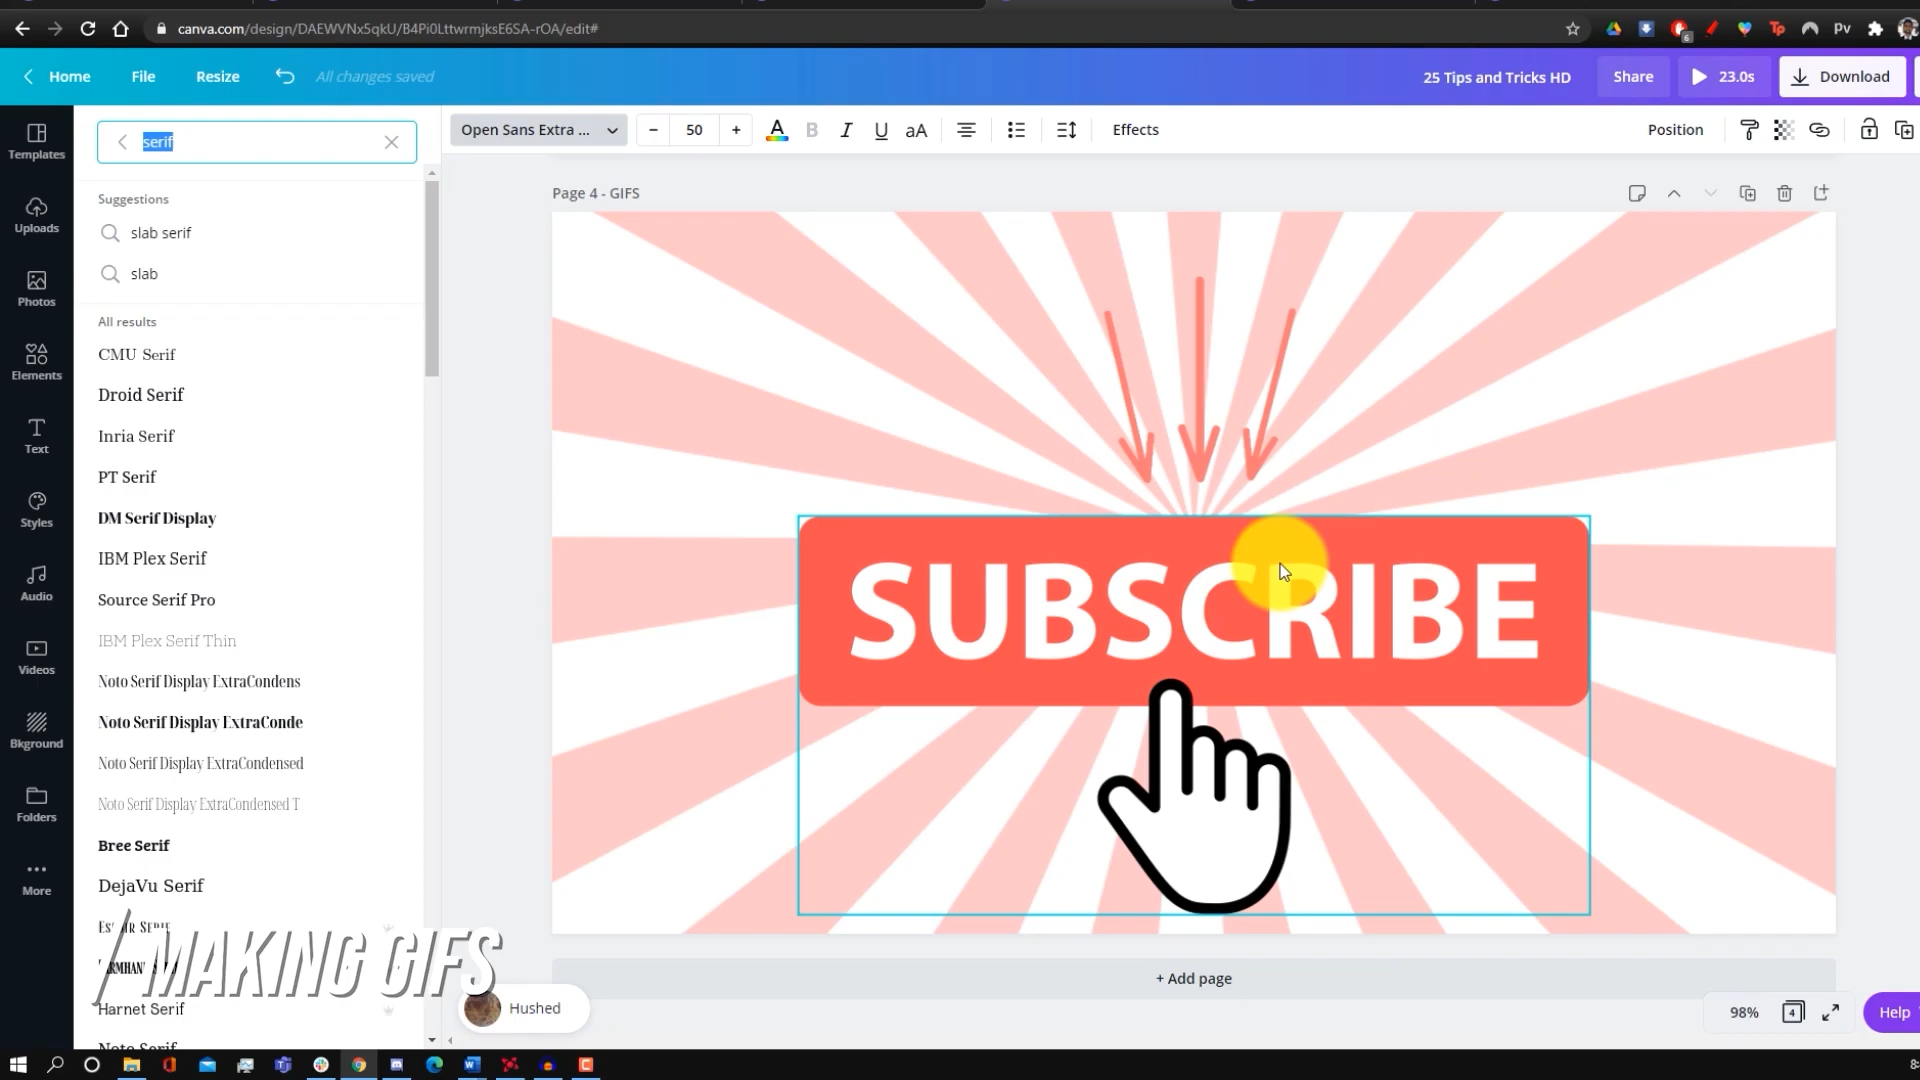 canva.com/design/DAEWVNx5qkU/B4Pi0LttwrmjksE6SA-rOA/edit#
Home
File
Resize
All changes saved
25 Tips and Tricks HD
Share
23.0s
Download
Templates
Uploads
Photos
Elements
Text
Styles
Audio
Videos
Bkground
Folders
More
serif
Suggestions
slab serif
slab
All results
CMU Serif
Droid Serif
Inria Serif
PT Serif
DM Serif Display
IBM Plex Serif
Source Serif Pro
IBM Plex Serif Thin
Noto Serif Display ExtraCondens
Noto Serif Display ExtraConde
Noto Serif Display ExtraCondensed
Noto Serif Display ExtraCondensed T
Bree Serif
DejaVu Serif
MAKING GIFS
Harnet Serif
Noto Serif
Open Sans Extra ...
50
B I U aA
Effects
Position
Page 4 - GIFS
SUBSCRIBE
+ Add page
Hushed
98%
4
Help